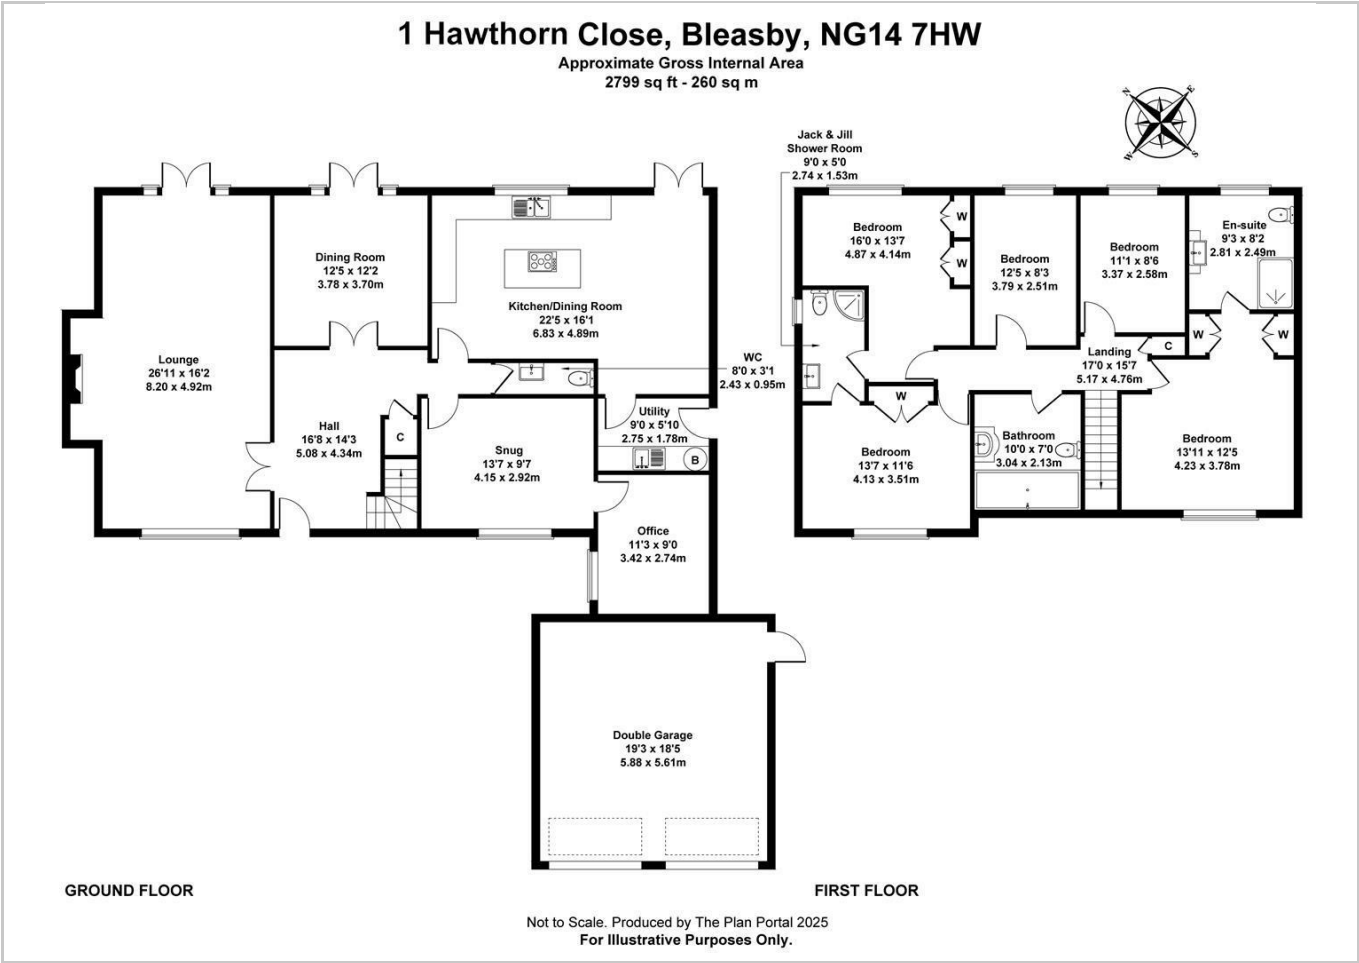 1 Hawthorn Close, Bleasby, NG14 7HW
Approximate Gross Internal Area
2799 sq ft - 260 sq m
N
E
S
W
Lounge
26'11 x 16'2
8.20 x 4.92m
Dining Room
12'5 x 12'2
3.78 x 3.70m
Kitchen/Dining Room
22'5 x 16'1
6.83 x 4.89m
WC
8'0 x 3'1
2.43 x 0.95m
Hall
16'8 x 14'3
5.08 x 4.34m
C
Snug
13'7 x 9'7
4.15 x 2.92m
Utility
9'0 x 5'10
2.75 x 1.78m
B
Office
11'3 x 9'0
3.42 x 2.74m
Double Garage
19'3 x 18'5
5.88 x 5.61m
GROUND FLOOR
Jack & Jill
Shower Room
9'0 x 5'0
2.74 x 1.53m
Bedroom
16'0 x 13'7
4.87 x 4.14m
W
W
Bedroom
12'5 x 8'3
3.79 x 2.51m
Bedroom
11'1 x 8'6
3.37 x 2.58m
En-suite
9'3 x 8'2
2.81 x 2.49m
W
W
C
Landing
17'0 x 15'7
5.17 x 4.76m
W
Bedroom
13'7 x 11'6
4.13 x 3.51m
Bathroom
10'0 x 7'0
3.04 x 2.13m
Bedroom
13'11 x 12'5
4.23 x 3.78m
FIRST FLOOR
Not to Scale. Produced by The Plan Portal 2025
For Illustrative Purposes Only.